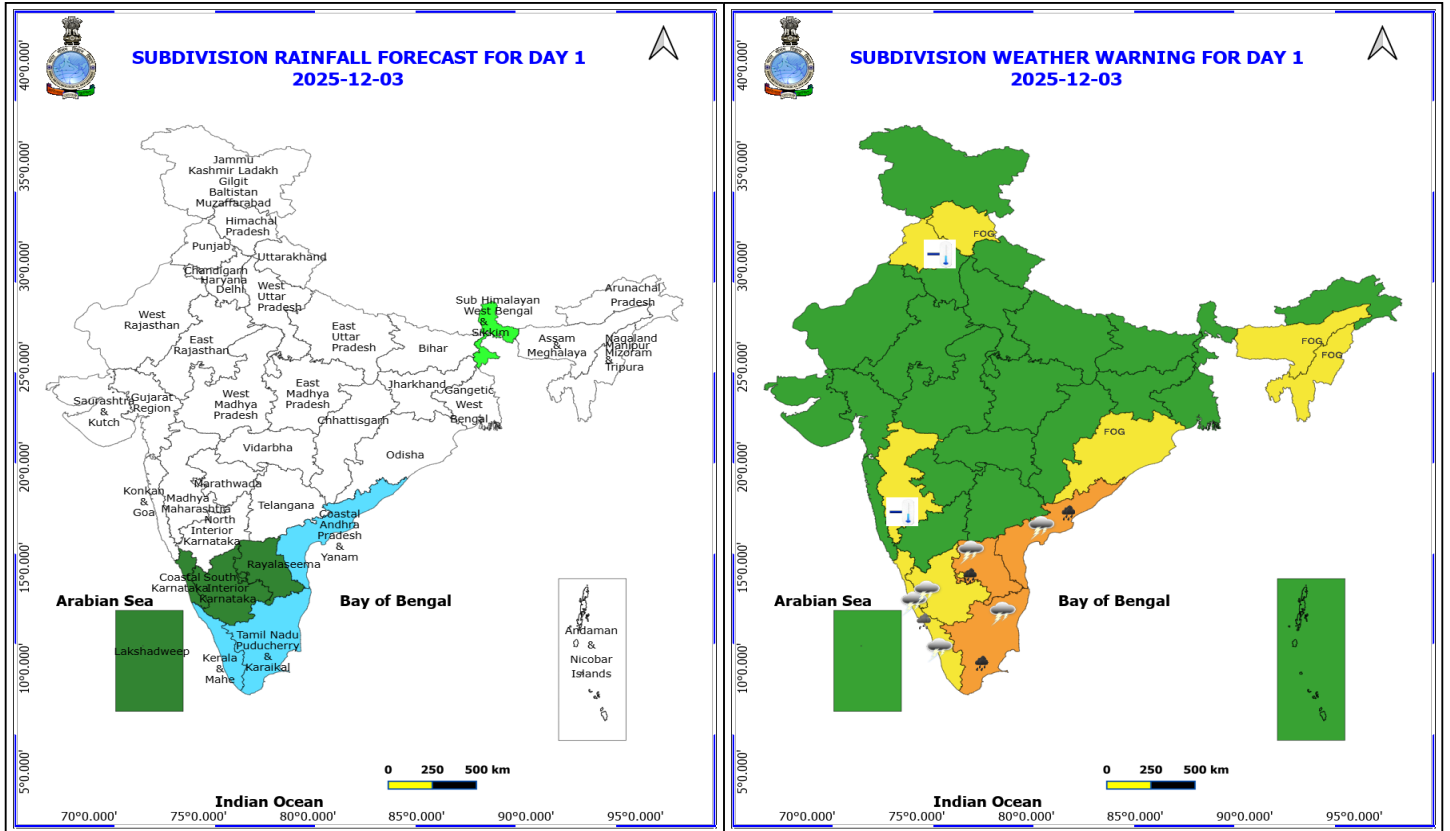 SUBDIVISION RAINFALL FORECAST FOR DAY 1
2025-12-03
40°0.000'
35°0.000'
30°0.000'
25°0.000'
20°0.000'
15°0.000'
10°0.000'
5°0.000'
Jammu
Kashmir Ladakh
Gilgit
Baltistan
Muzaffarabad
Himachal
Pradesh
Punjab
Uttarakhand
Chandigarh
Haryana
Delhi
West
Uttar
Pradesh
Arunachal
Pradesh
Sub Himalayan
West Bengal
&
Sikkim
West
Rajasthan
East
Rajasthan
East
Uttar
Pradesh
Bihar
Assam
&
Meghalaya
Nagaland
Manipur
Mizoram
&
Tripura
Saurashtra
&
Kutch
Gujarat
Region
West
Madhya
Pradesh
East
Madhya
Pradesh
Jharkhand
Gangetic
West
Bengal
Chhattisgarh
Vidarbha
Odisha
Konkan
&
Goa
Madhya
Maharashtra
Marathwada
Telangana
North
Interior
Karnataka
Coastal
Andhra
Pradesh
&
Yanam
Rayalaseema
Coastal
Karnataka
South
Interior
Karnataka
Arabian Sea
Bay of Bengal
Lakshadweep
Kerala
&
Mahe
Tamil Nadu
Puducherry
&
Karaikal
Andaman
&
Nicobar
Islands
0 250 500 km
Indian Ocean
70°0.000' 75°0.000' 80°0.000' 85°0.000' 90°0.000' 95°0.000'
SUBDIVISION WEATHER WARNING FOR DAY 1
2025-12-03
40°0.000'
35°0.000'
30°0.000'
25°0.000'
20°0.000'
15°0.000'
10°0.000'
5°0.000'
FOG
FOG
FOG
FOG
Arabian Sea
Bay of Bengal
0 250 500 km
Indian Ocean
70°0.000' 75°0.000' 80°0.000' 85°0.000' 90°0.000' 95°0.000'